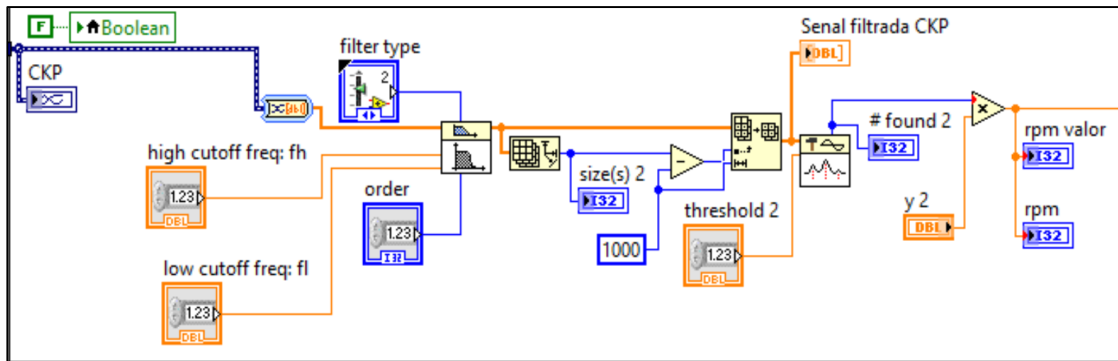 F
Boolean
Senal filtrada CKP
DBL
filter type
2
CKP
# found 2
I32
rpm valor
I32
high cutoff freq: fh
1.23
DBL
size(s) 2
I32
order
1.23
I32
threshold 2
1.23
DBL
y 2
DBL
rpm
I32
1000
low cutoff freq: fl
1.23
DBL